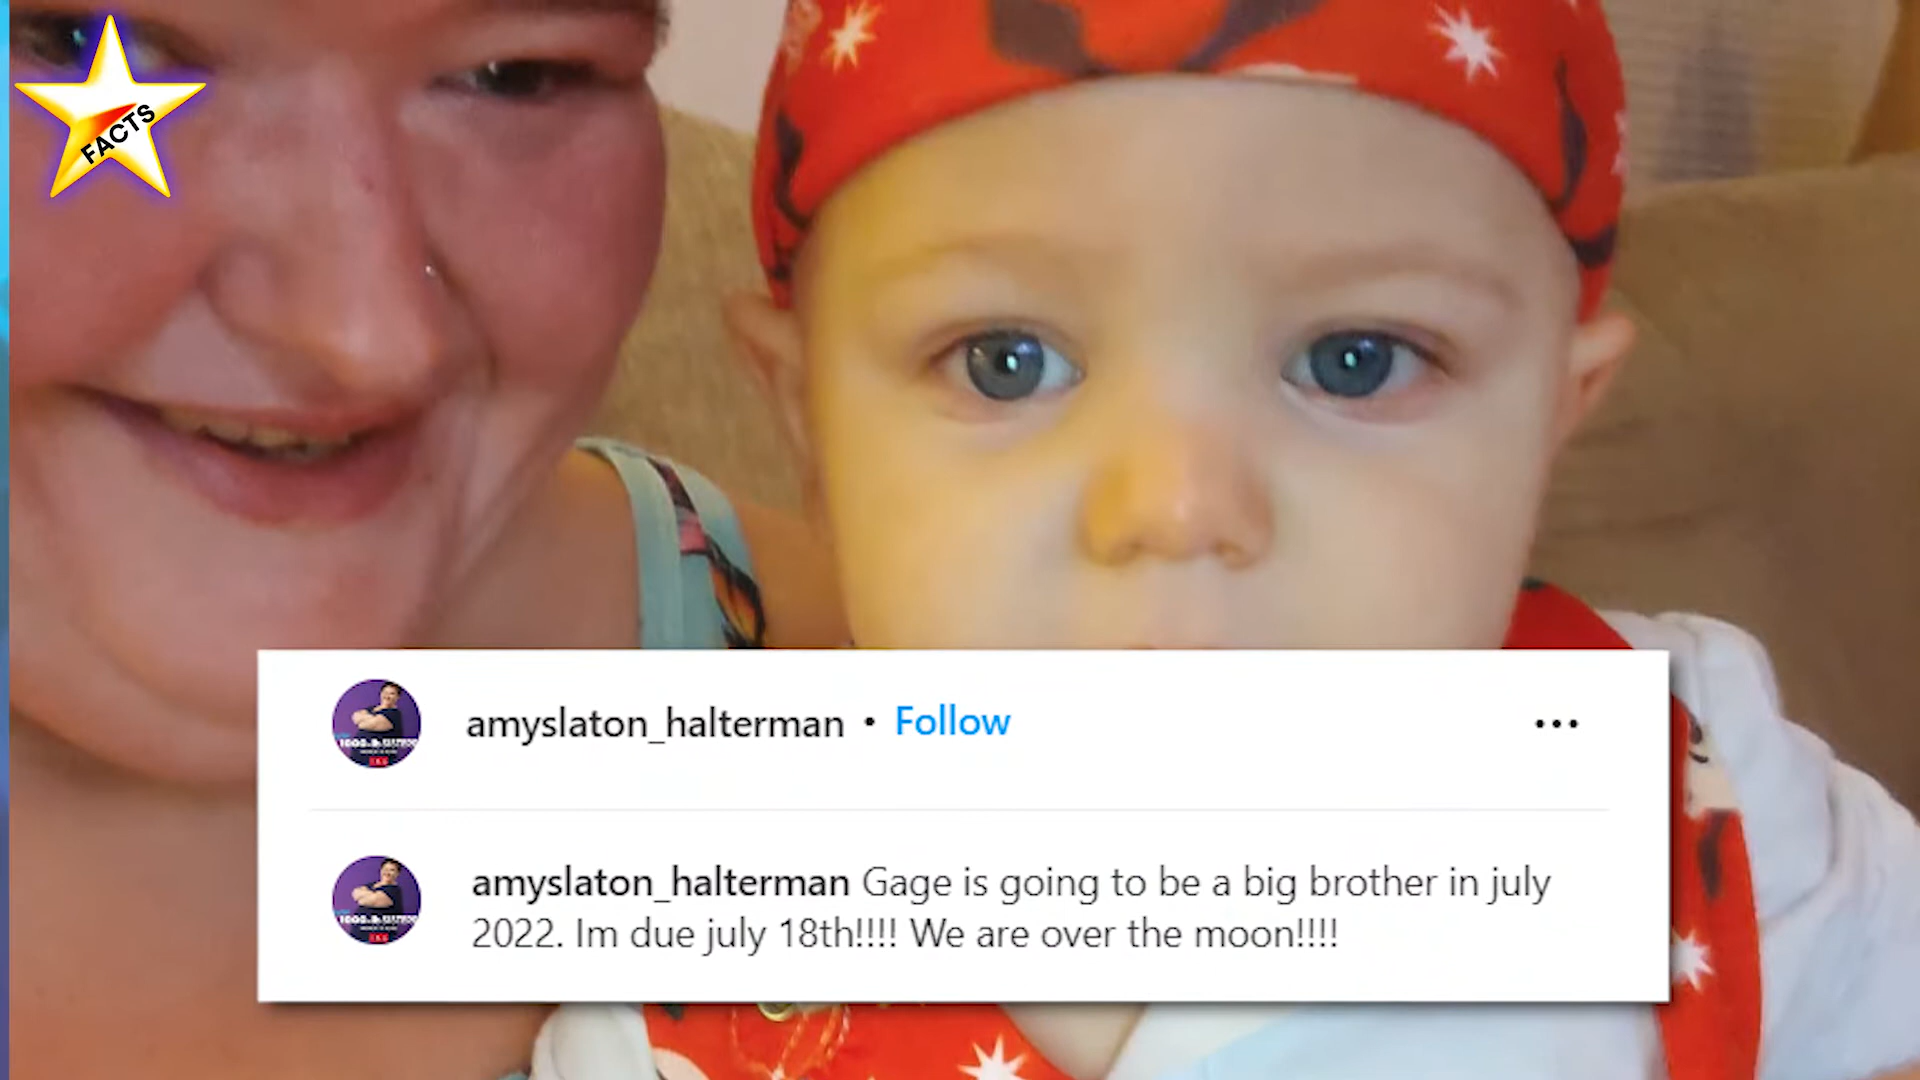 FACTS
amyslaton_halterman • Follow
amyslaton_halterman Gage is going to be a big brother in july
2022. Im due july 18th!!!! We are over the moon!!!!